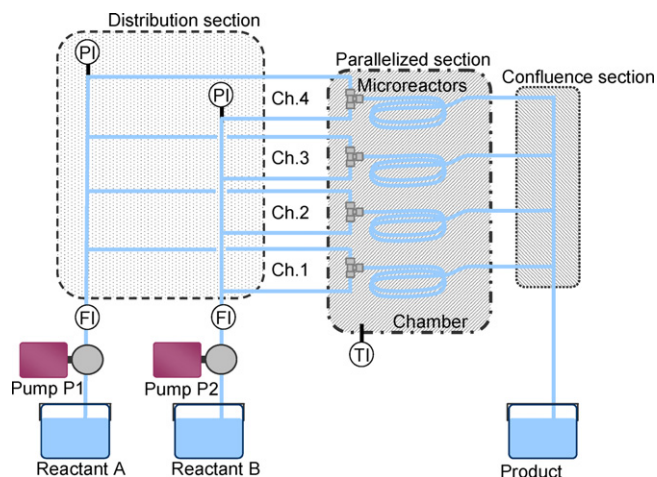 Distribution section
PI
Parallelized section
PI
Microreactors
Confluence section
Ch.4
Ch.3
Ch.2
Ch.1
FI
FI
Chamber
TI
Pump P1
Pump P2
Reactant A
Reactant B
Product